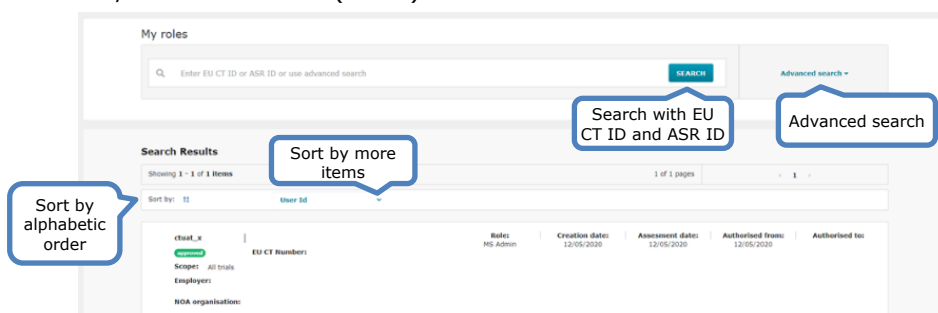 My roles
Enter EU CT ID or ASR ID or use advanced search
SEARCH
Advanced search
Search with EU
CT ID and ASR ID
Advanced search
Search Results
Sort by more
items
Showing 1 - 1 of 1 Items
1 of 1 pages
1
Sort by
alphabetic
order
Sort by:
User Id
ctuat_x
approved
EU CT Number:
Role:
MS Admin
Creation date:
12/05/2020
Assesment date:
12/05/2020
Authorised from:
12/05/2020
Authorised to:
Scope: All trials
Employer:
NOA organisation: